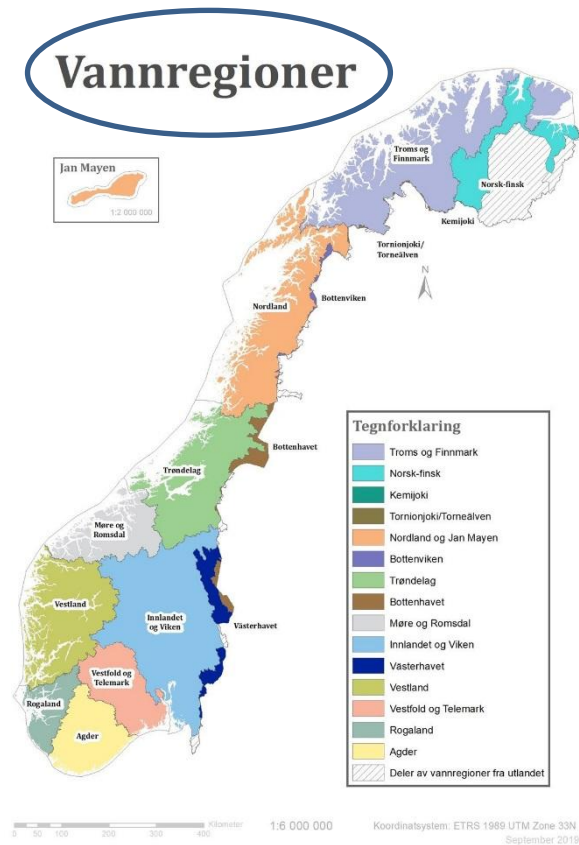 Vannregioner
Jan Mayen
1:2 000 000
Troms og
Finnmark
Norsk-finsk
Kemijoki
Tornionjoki/
Torneälven
N
Bottenviken
Nordland
Bottenhavet
Trøndelag
Møre og
Romsdal
Vestland
Innlandet
og Viken
Västerhavet
Vestfold og
Telemark
Rogaland
Agder
Tegnforklaring
Troms og Finnmark
Norsk-finsk
Kemijoki
Tornionjoki/Torneälven
Nordland og Jan Mayen
Bottenviken
Trøndelag
Bottenhavet
Møre og Romsdal
Innlandet og Viken
Västerhavet
Vestland
Vestfold og Telemark
Rogaland
Agder
Deler av vannregioner fra utlandet
Kilometer
0 50 100 200 300 400
1:6 000 000
Koordinatsystem: ETRS 1989 UTM Zone 33N
September 2019